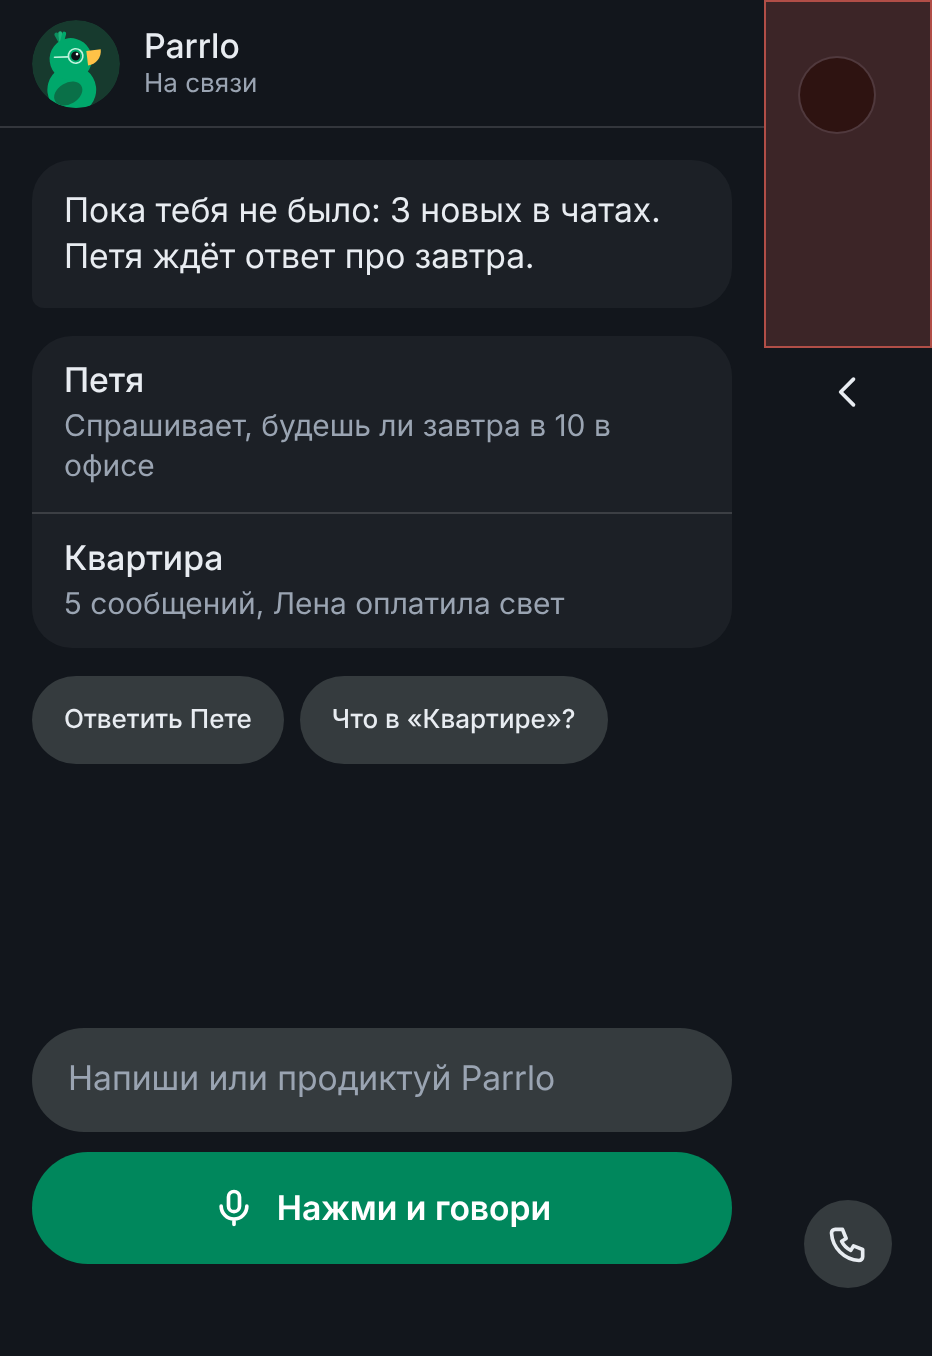 Parrlo
На связи
Пока тебя не было: 3 новых в чатах.
Петя ждёт ответ про завтра.
Петя
Спрашивает, будешь ли завтра в 10 в
офисе
Квартира
5 сообщений, Лена оплатила свет
Ответить Пете
Что в «Квартире»?
Напиши или продиктуй Parrlo
Нажми и говори